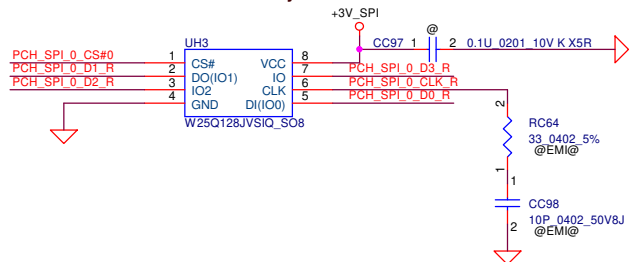 +3V_SPI
@
UH3
CC97 1 2 0.1U_0201_10V K X5R
PCH_SPI_0_CS#0 1 CS# VCC 8
PCH_SPI_0_D1_R 2 DO(IO1) IO 7 PCH_SPI_0_D3_R
PCH_SPI_0_D2_R 3 IO2 CLK 6 PCH_SPI_0_CLK_R
4 GND DI(IO0) 5 PCH_SPI_0_D0_R
W25Q128JVSIQ_SO8
2
RC64
33_0402_5%
@EMI@
1
1
CC98
10P_0402_50V8J
@EMI@
2